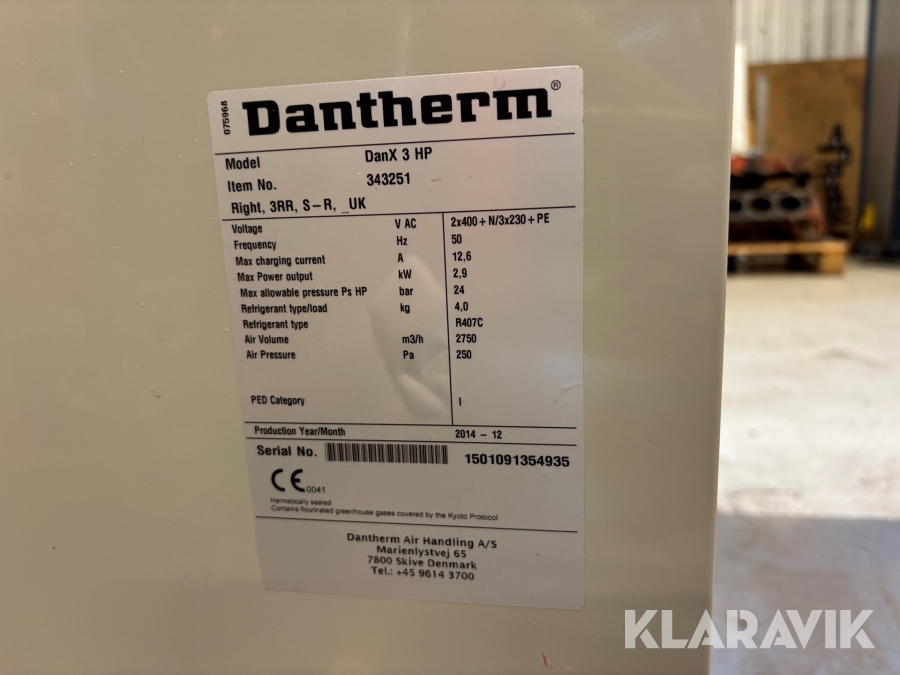 075968
Dantherm®
Model DanX 3 HP
Item No. 343251
Right, 3RR, S-R, _UK
Voltage V AC 2x400+N/3x230+PE
Frequency Hz 50
Max charging current A 12,6
Max Power output kW 2,9
Max allowable pressure Ps HP bar 24
Refrigerant type/load kg 4,0
Refrigerant type R407C
Air Volume m3/h 2750
Air Pressure Pa 250
PED Category I
Production Year/Month 2014 - 12
Serial No. 1501091354935
CE 0041
Hermetically sealed
Contains flourinated greenhouse gases covered by the Kyoto Protocol
Dantherm Air Handling A/S
Marienlystvej 65
7800 Skive Denmark
Tel.: +45 9614 3700
KLARAVIK